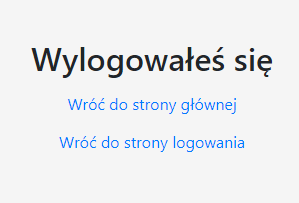 Wylogowałeś się
Wróć do strony głównej
Wróć do strony logowania